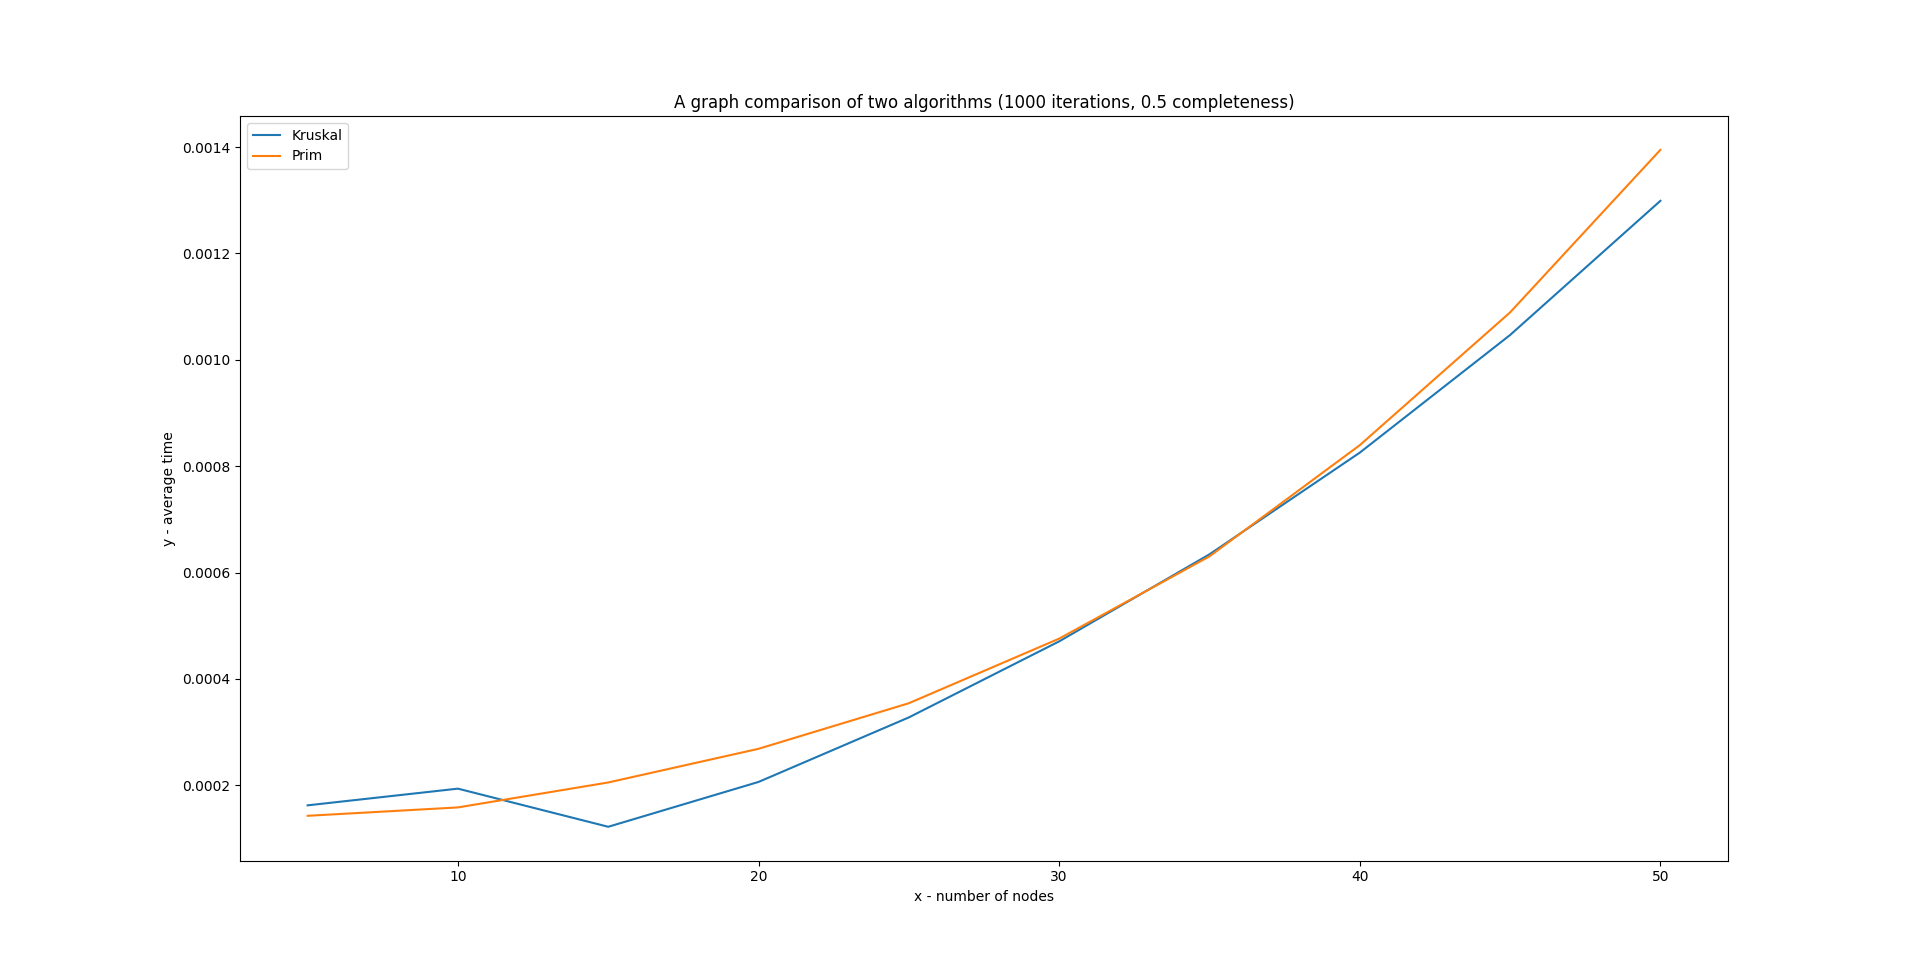 A graph comparison of two algorithms (1000 iterations, 0.5 completeness)
Kruskal
Prim
0.0014
0.0012
0.0010
0.0008
0.0006
0.0004
0.0002
y - average time
10 20 30 40 50
x - number of nodes